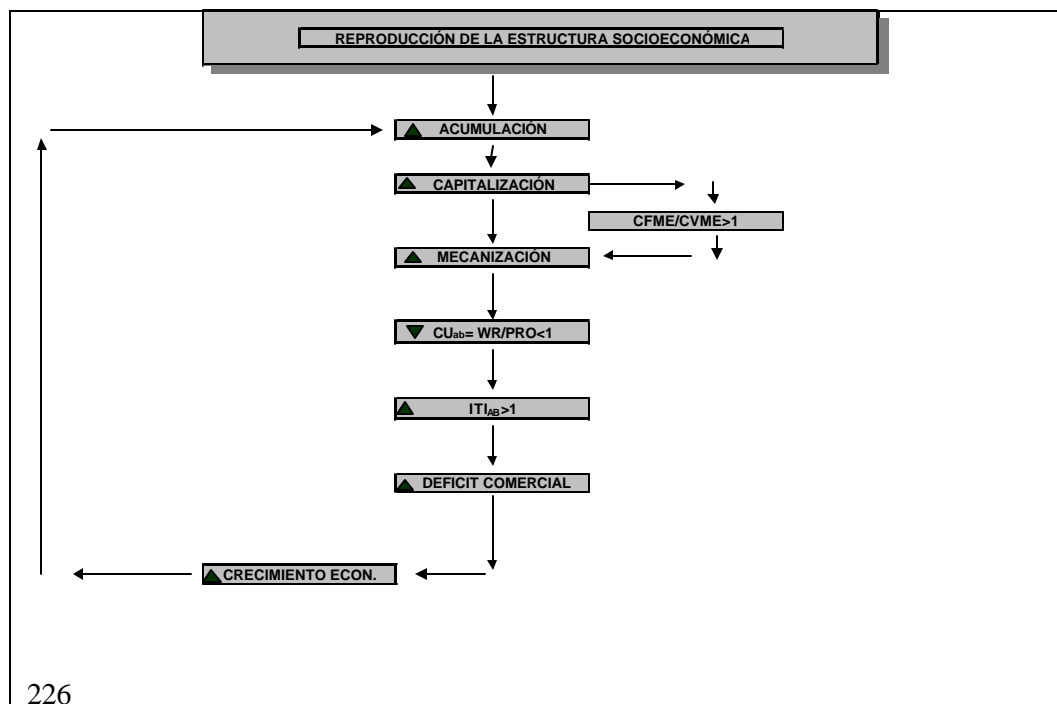 REPRODUCCIÓN DE LA ESTRUCTURA SOCIOECONÓMICA
ACUMULACIÓN
CAPITALIZACIÓN
CFME/CVME>1
MECANIZACIÓN
CUab= WR/PRO<1
ITIAB>1
DEFICIT COMERCIAL
CRECIMIENTO ECON.
226